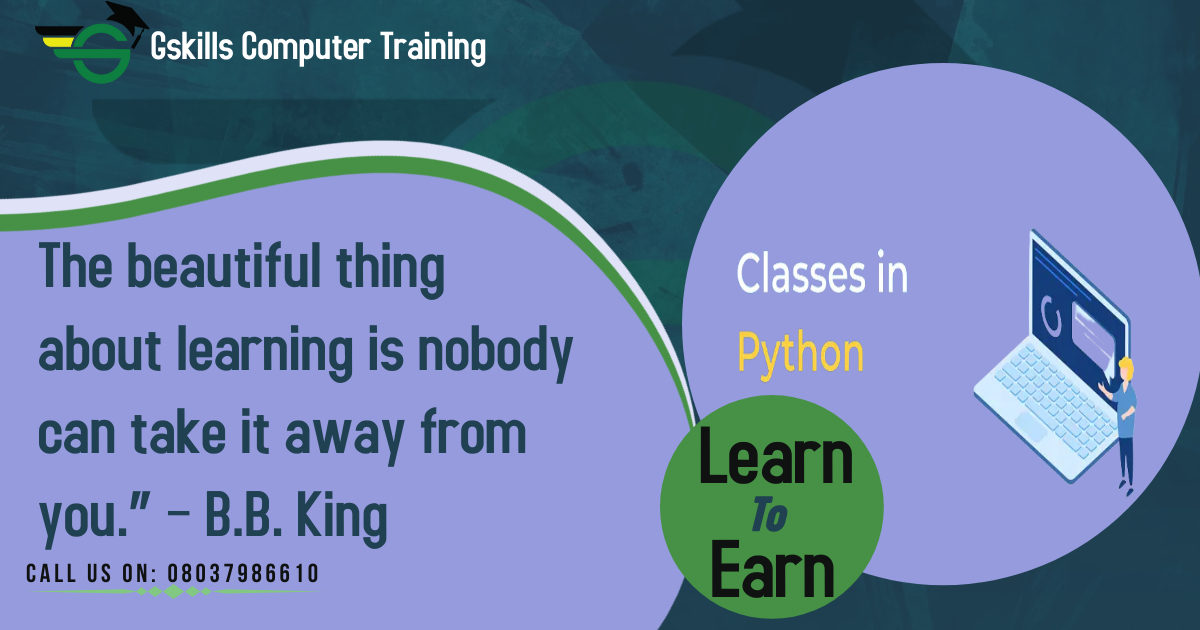 Gskills Computer Training
The beautiful thing
about learning is nobody
can take it away from
you.” – B.B. King
CALL US ON: 08037986610
Classes in
Python
Learn
To
Earn